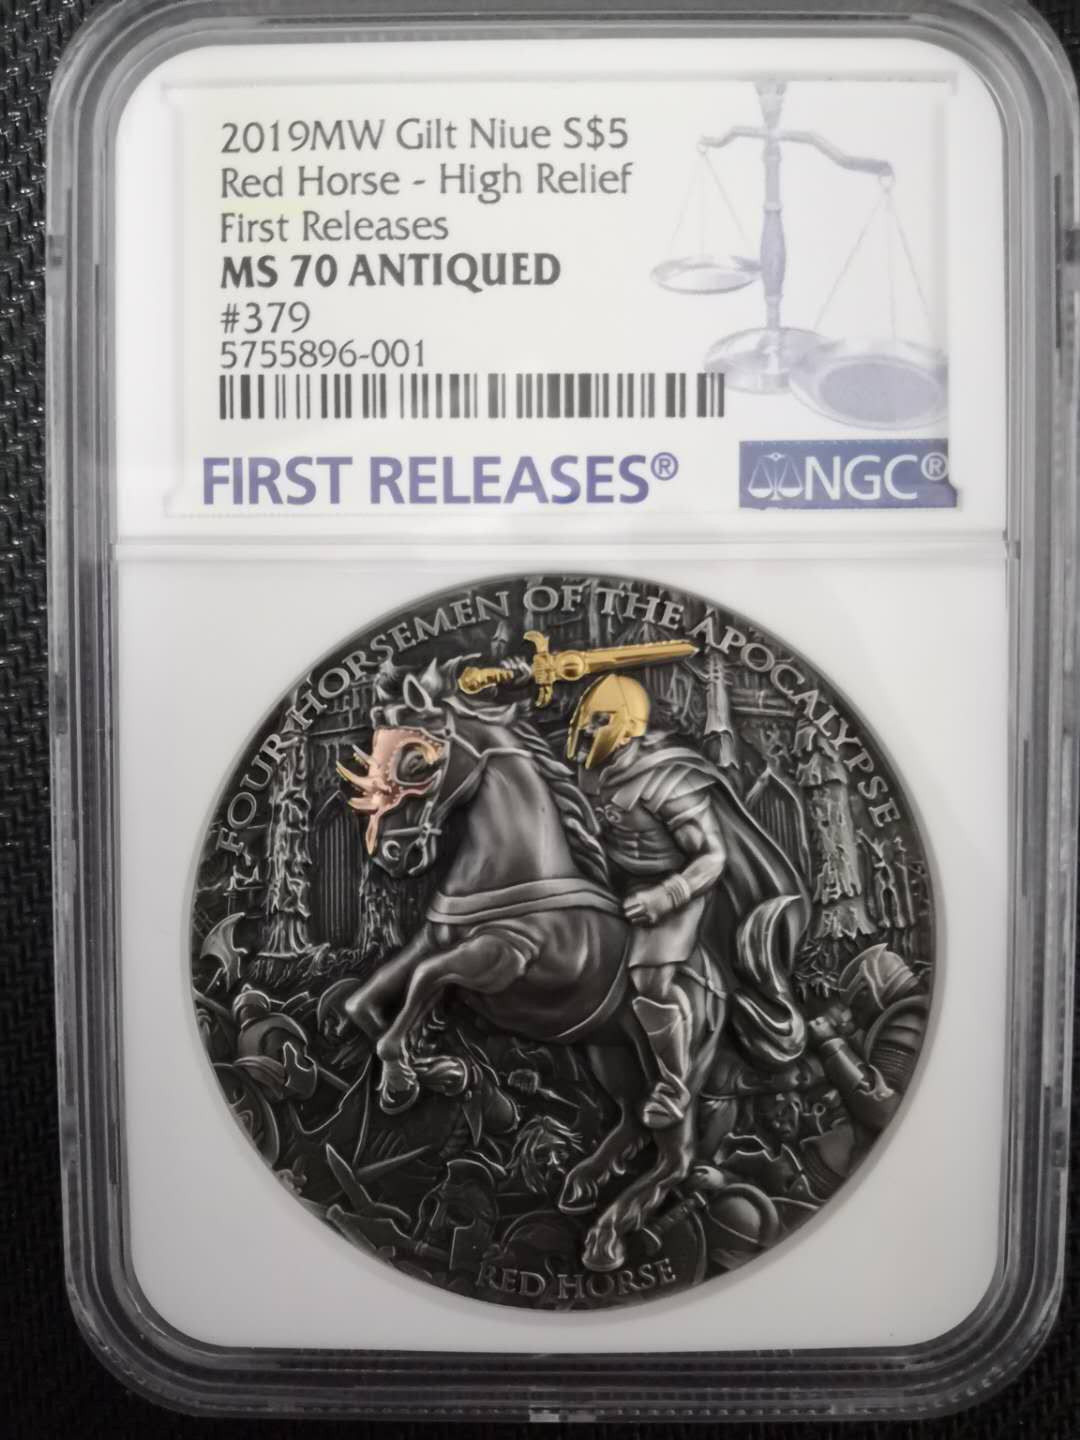 2019MW Gilt Niue S$5
Red Horse - High Relief
First Releases
MS 70 ANTIQUED
#379
5755896-001
FIRST RELEASES®
NGC®
FOUR HORSEMEN OF THE APOCALYPSE
RED HORSE